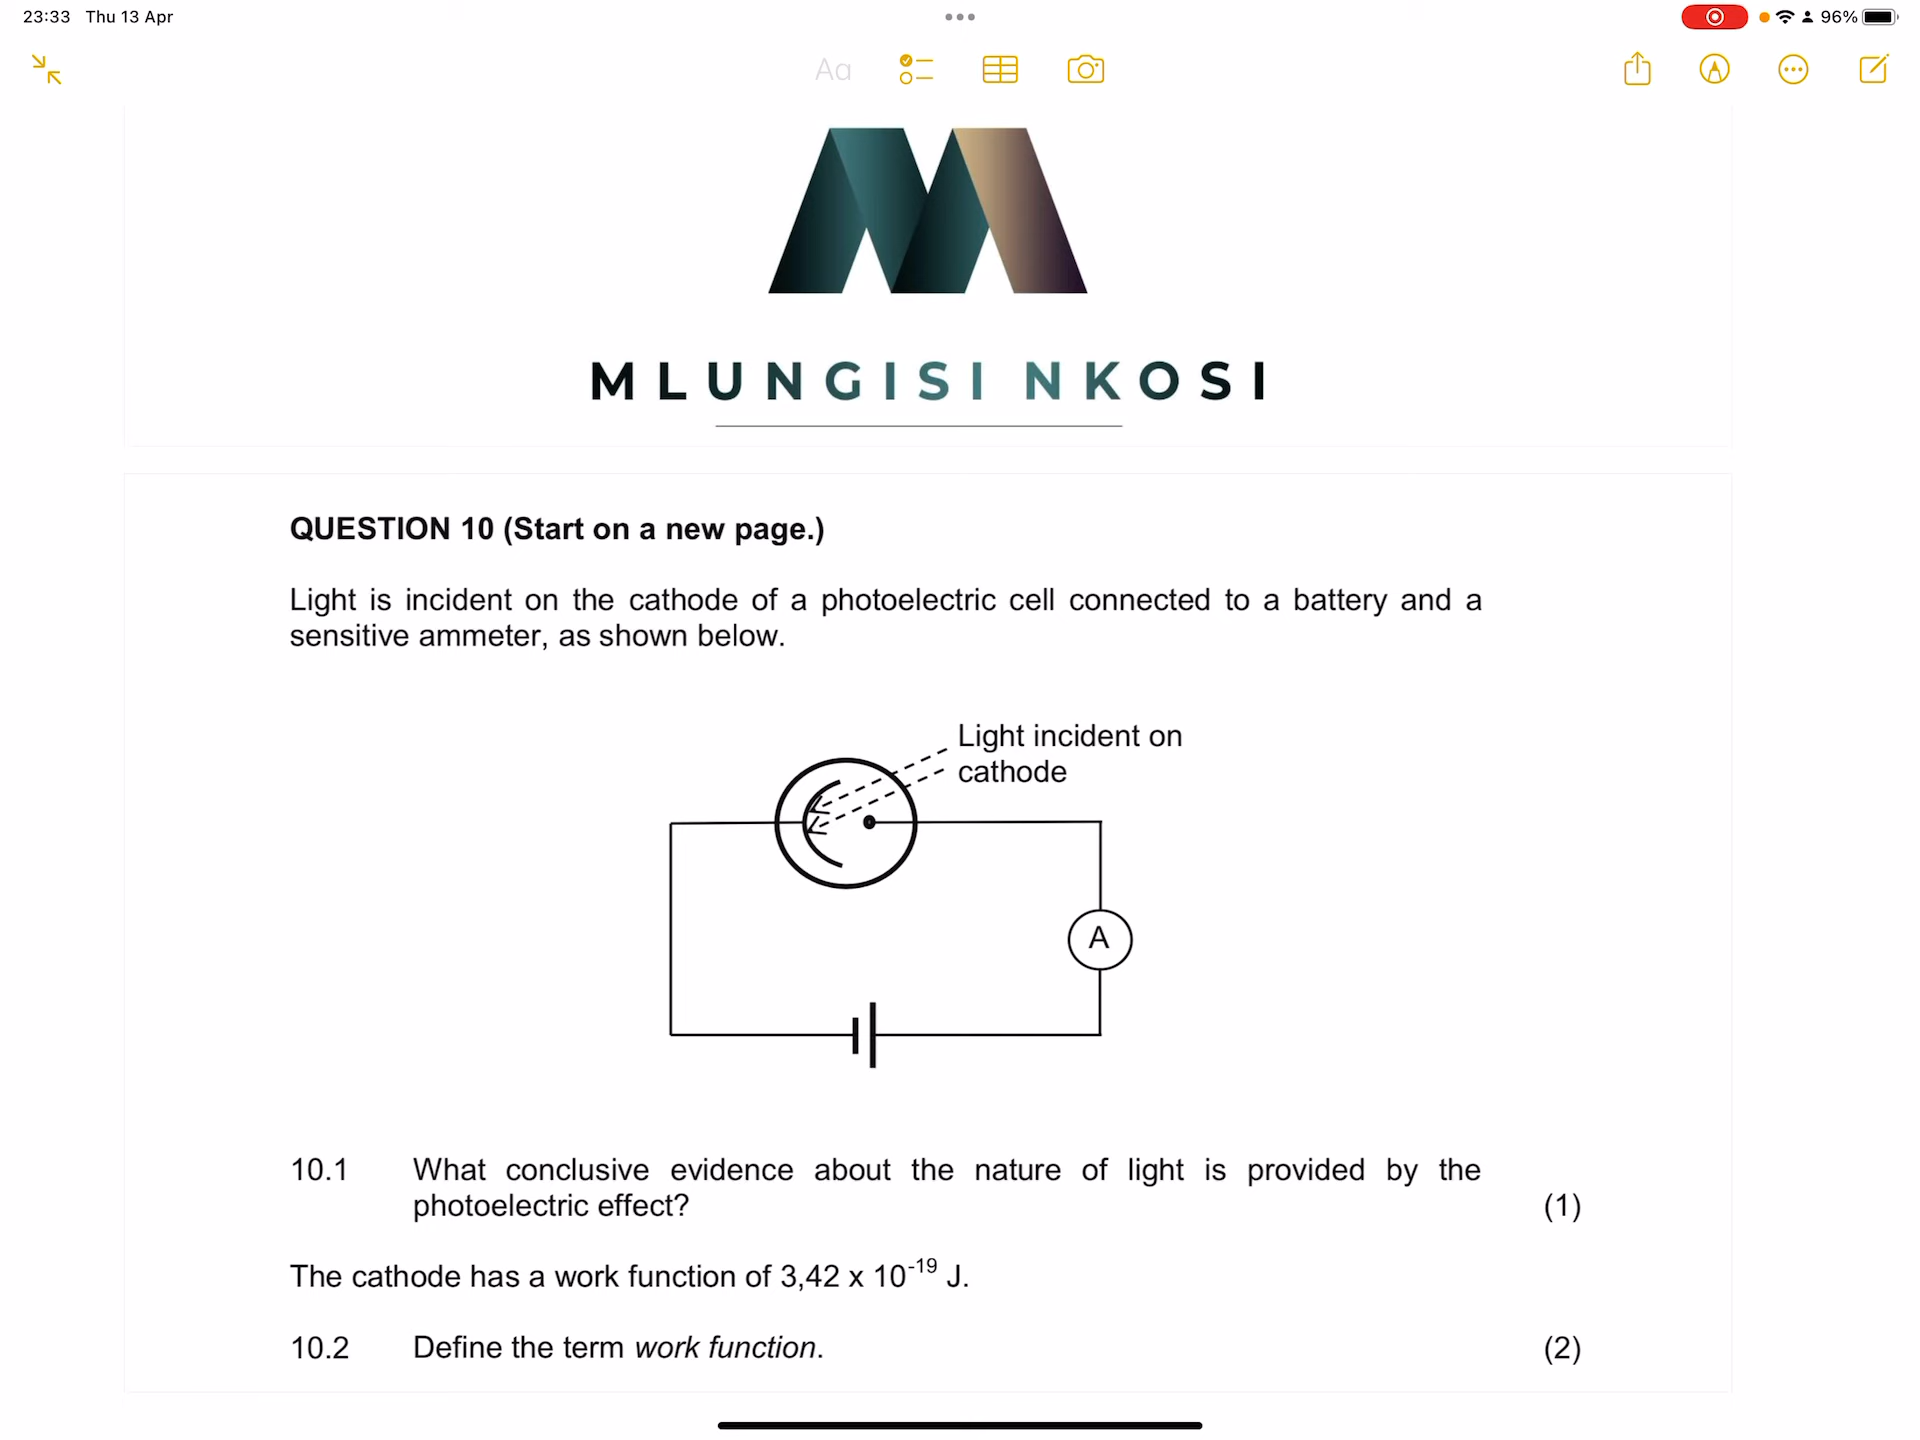 23:33 Thu 13 Apr
96%
Aa
MLUNGISI NKOSI
QUESTION 10 (Start on a new page.)
Light is incident on the cathode of a photoelectric cell connected to a battery and a
sensitive ammeter, as shown below.
Light incident on
cathode
A
10.1 What conclusive evidence about the nature of light is provided by the
photoelectric effect? (1)
The cathode has a work function of 3,42 x 10⁻¹⁹ J.
10.2 Define the term work function. (2)